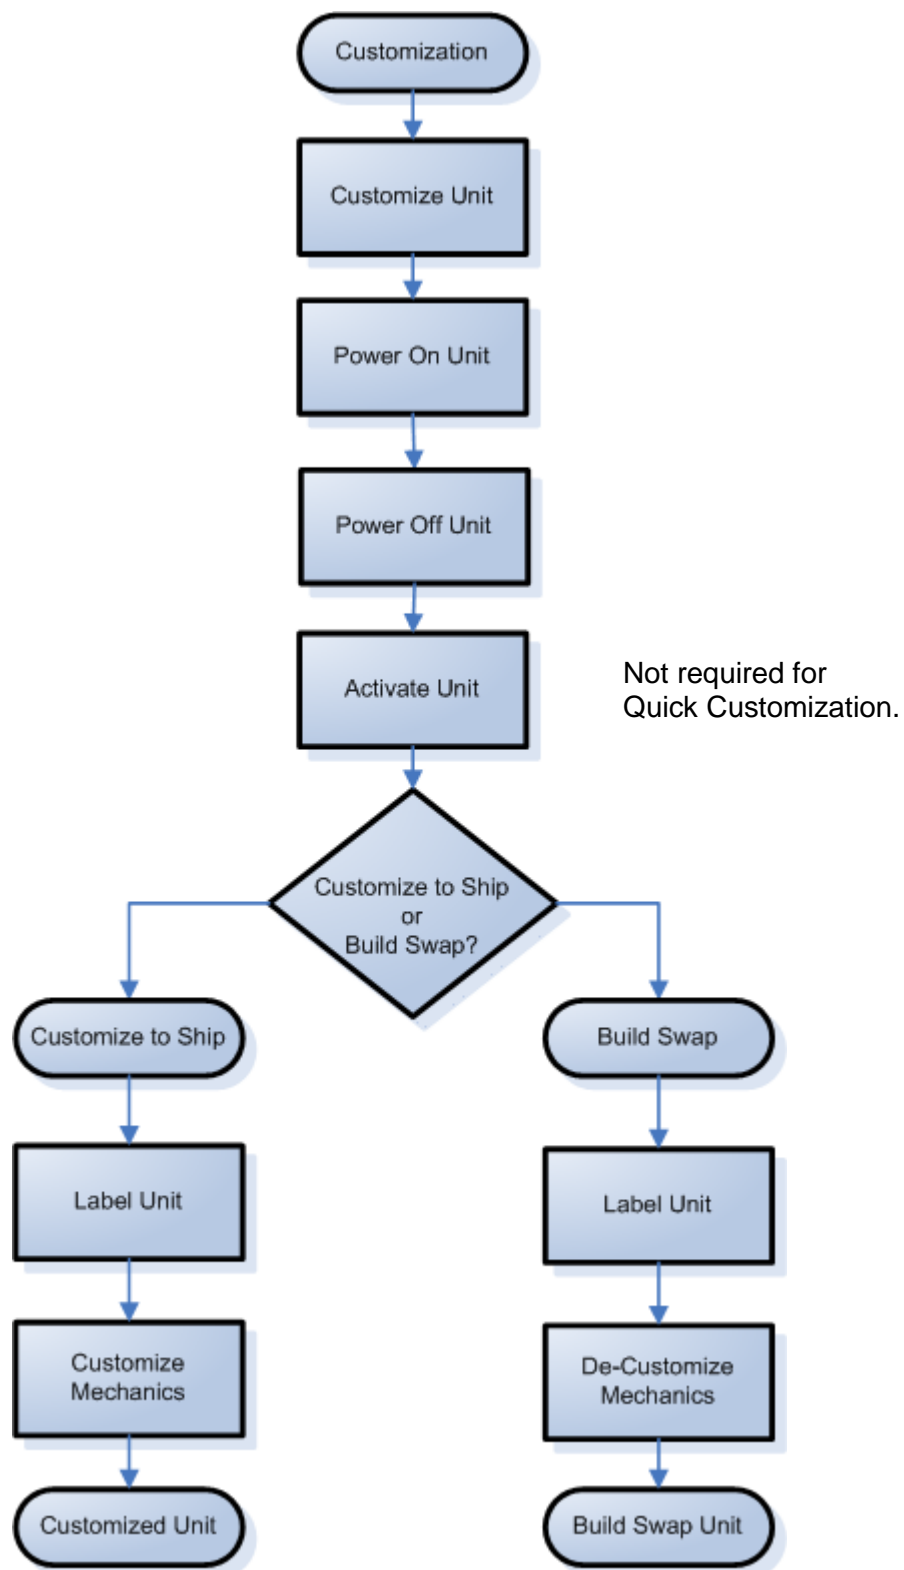 Customization
Customize Unit
Power On Unit
Power Off Unit
Activate Unit
Not required for
Quick Customization.
Customize to Ship
or
Build Swap?
Customize to Ship
Build Swap
Label Unit
Label Unit
Customize
Mechanics
De-Customize
Mechanics
Customized Unit
Build Swap Unit